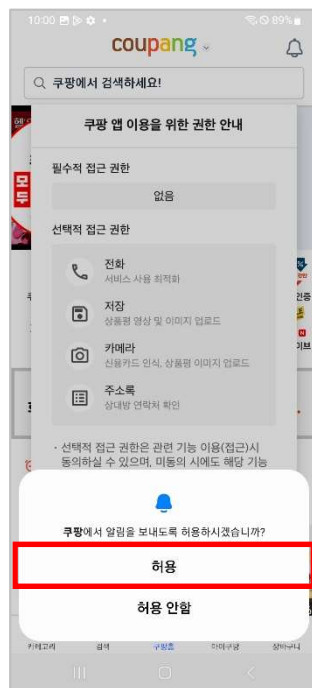 10:00
89%
coupang
쿠팡에서 검색하세요!
쿠팡 앱 이용을 위한 권한 안내
필수적 접근 권한
없음
선택적 접근 권한
전화
서비스 사용 최적화
저장
상품평 영상 및 이미지 업로드
카메라
신용카드 인식, 상품평 이미지 업로드
주소록
상대방 연락처 확인
· 선택적 접근 권한은 관련 기능 이용(접근)시
동의하실 수 있으며, 미동의 시에도 해당 기능
쿠팡에서 알림을 보내도록 허용하시겠습니까?
허용
허용 안함
카테고리 검색 쿠팡홈 마이쿠팡 장바구니